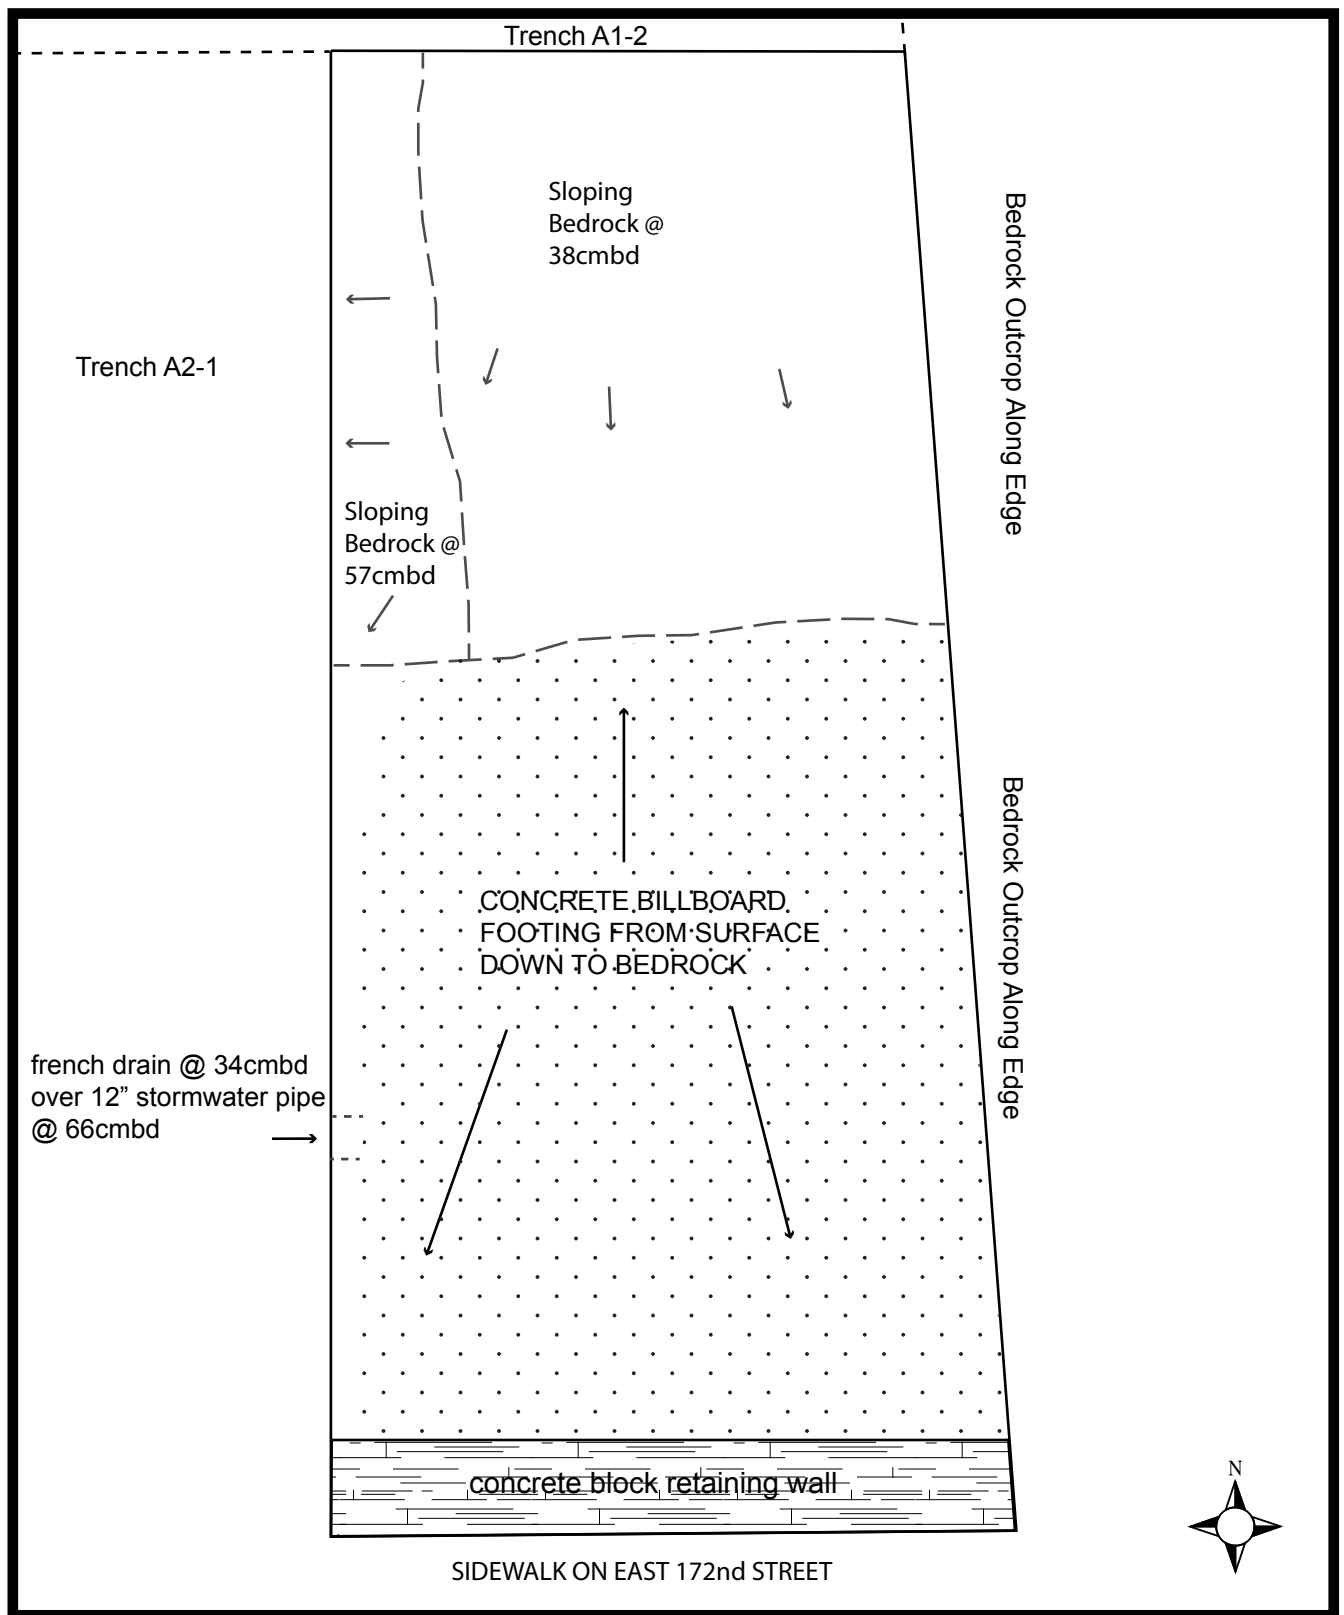 Trench A1-2
Sloping
Bedrock @
38cmbd
Bedrock Outcrop Along Edge
Trench A2-1
Sloping
Bedrock @
57cmbd
Bedrock Outcrop Along Edge
CONCRETE BILLBOARD
FOOTING FROM SURFACE
DOWN TO BEDROCK
french drain @ 34cmbd
over 12” stormwater pipe
@ 66cmbd
concrete block retaining wall
N
SIDEWALK ON EAST 172nd STREET